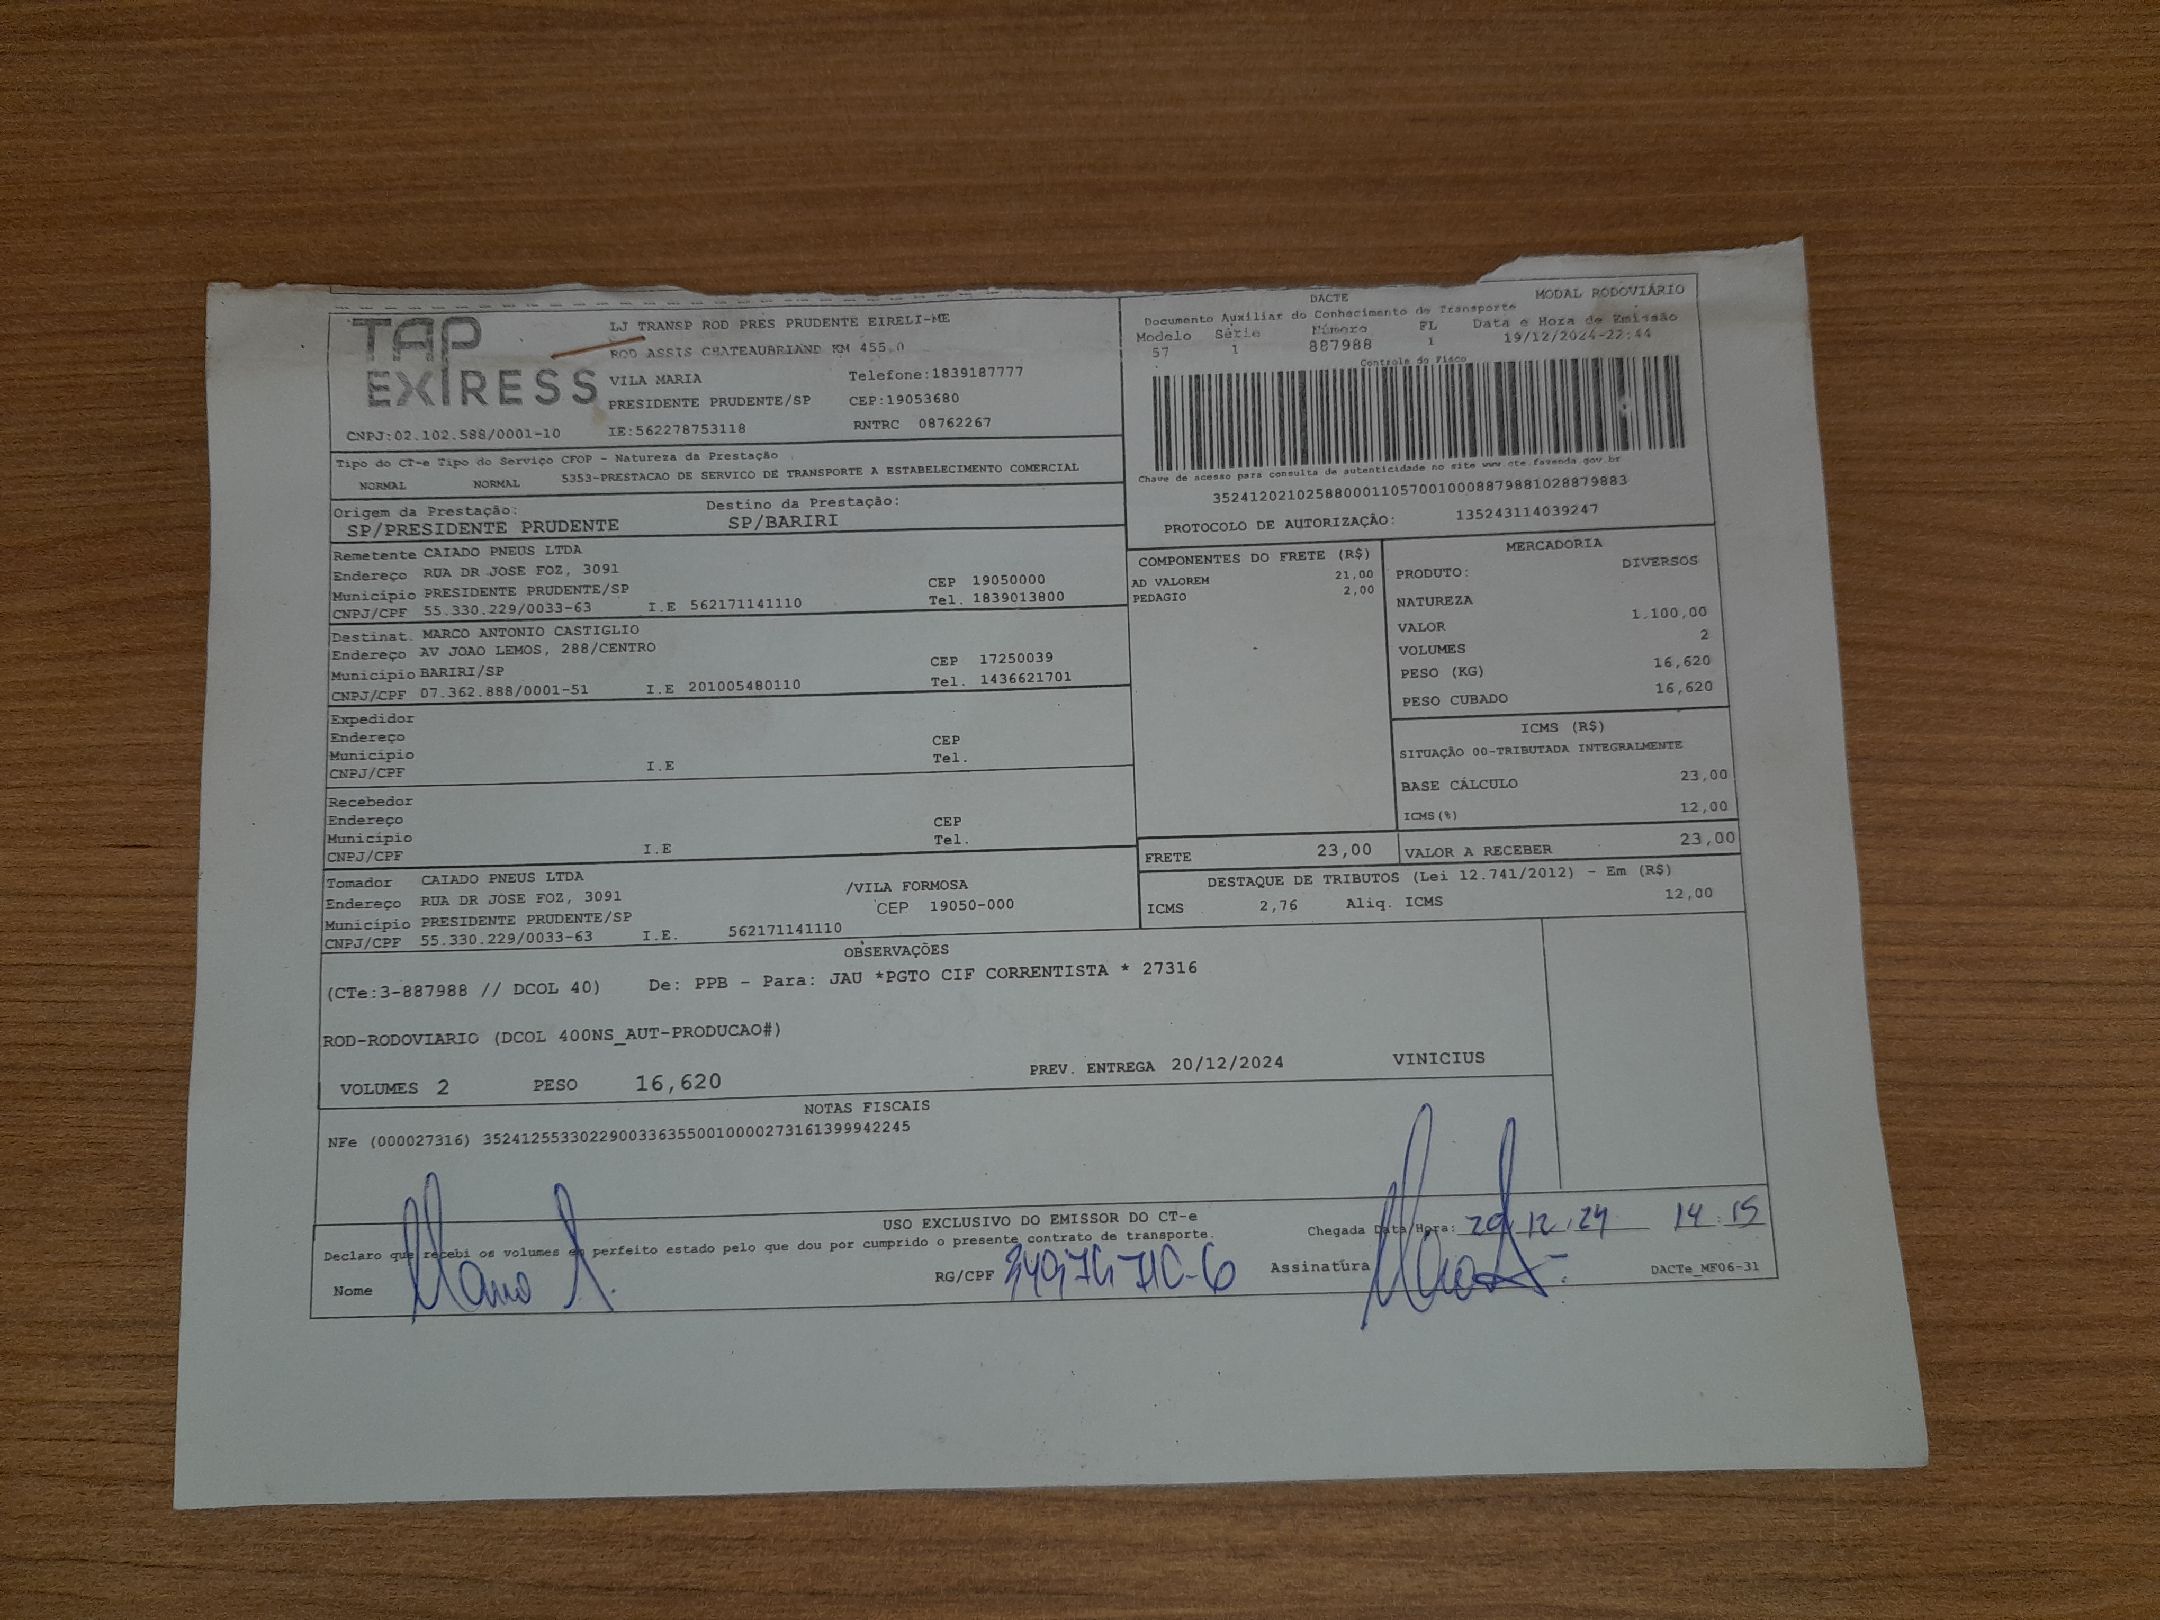 TAP
EXPRESS
CNPJ:02.102.588/0001-10
LJ TRANSP ROD PRES PRUDENTE EIRELI-ME
ROD ASSIS CHATEAUBRIAND KM 455.0
VILA MARIA Telefone:1839187777
PRESIDENTE PRUDENTE/SP CEP:19053680
IE:562278753118 RNTRC 08762267
DACTE MODAL RODOVIÁRIO
Documento Auxiliar do Conhecimento de Transporte
Modelo Série Número FL Data e Hora de Emissão
57 1 887988 1 19/12/2024-22:44
Controle do Fisco
Chave de acesso para consulta de autenticidade no site www.cte.fazenda.gov.br
35241202102588000110570010008879881028879883
PROTOCOLO DE AUTORIZAÇÃO: 135243114039247
Tipo do CT-e Tipo do Serviço CFOP - Natureza da Prestação
NORMAL NORMAL 5353-PRESTACAO DE SERVICO DE TRANSPORTE A ESTABELECIMENTO COMERCIAL
Origem da Prestação: Destino da Prestação:
SP/PRESIDENTE PRUDENTE SP/BARIRI
Remetente CAIADO PNEUS LTDA
Endereço RUA DR JOSE FOZ, 3091
Município PRESIDENTE PRUDENTE/SP CEP 19050000
CNPJ/CPF 55.330.229/0033-63 I.E 562171141110 Tel. 1839013800
Destinat. MARCO ANTONIO CASTIGLIO
Endereço AV JOAO LEMOS, 288/CENTRO
Município BARIRI/SP CEP 17250039
CNPJ/CPF 07.362.888/0001-51 I.E 201005480110 Tel. 1436621701
Expedidor
Endereço
Município CEP
CNPJ/CPF I.E Tel.
Recebedor
Endereço
Município CEP
CNPJ/CPF I.E Tel.
Tomador CAIADO PNEUS LTDA
Endereço RUA DR JOSE FOZ, 3091 /VILA FORMOSA
Município PRESIDENTE PRUDENTE/SP CEP 19050-000
CNPJ/CPF 55.330.229/0033-63 I.E. 562171141110
COMPONENTES DO FRETE (R$)
AD VALOREM 21,00
PEDAGIO 2,00
MERCADORIA
PRODUTO: DIVERSOS
NATUREZA
VALOR 1.100,00
VOLUMES 2
PESO (KG) 16,620
PESO CUBADO 16,620
ICMS (R$)
SITUAÇÃO 00-TRIBUTADA INTEGRALMENTE
BASE CÁLCULO 23,00
ICMS(%) 12,00
FRETE 23,00 VALOR A RECEBER 23,00
DESTAQUE DE TRIBUTOS (Lei 12.741/2012) - Em (R$)
ICMS 2,76 Aliq. ICMS 12,00
OBSERVAÇÕES
(CTe:3-887988 // DCOL 40) De: PPB - Para: JAU *PGTO CIF CORRENTISTA * 27316
ROD-RODOVIARIO (DCOL 400NS_AUT-PRODUCAO#)
VOLUMES 2 PESO 16,620 PREV. ENTREGA 20/12/2024 VINICIUS
NOTAS FISCAIS
NFe (000027316) 35241255330229003363550010000273161399942245
USO EXCLUSIVO DO EMISSOR DO CT-e
Declaro que recebi os volumes em perfeito estado pelo que dou por cumprido o presente contrato de transporte.
Chegada Data/Hora: 20 12 24 14:15
Nome RG/CPF Assinatura
DACTe_MF06-31